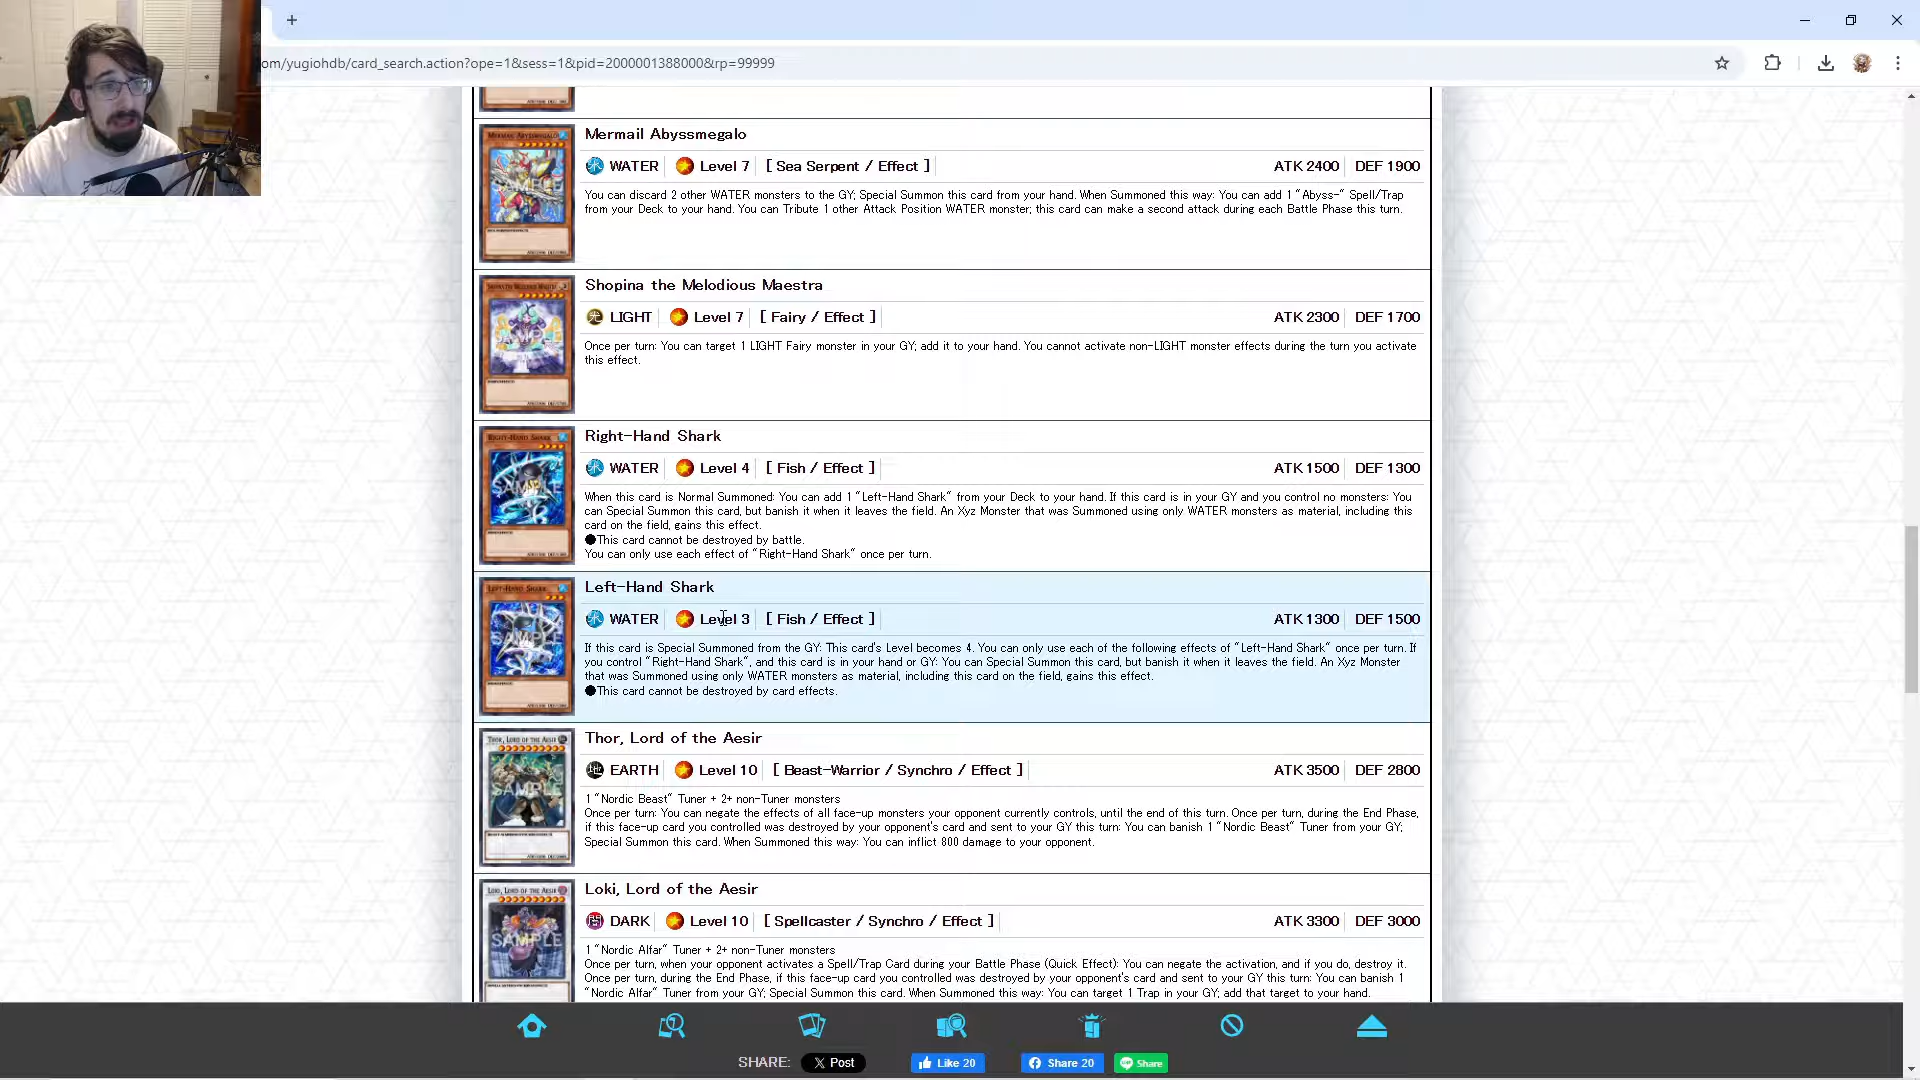 om/yugiohdb/card_search.action?ope=1&sess=1&pid=2000001388000&rp=99999
Mermail Abyssmegalo
WATER Level 7 [ Sea Serpent / Effect ] ATK 2400 DEF 1900
You can discard 2 other WATER monsters to the GY; Special Summon this card from your hand. When Summoned this way: You can add 1 "Abyss-" Spell/Trap
from your Deck to your hand. You can Tribute 1 other Attack Position WATER monster; this card can make a second attack during each Battle Phase this turn.
Shopina the Melodious Maestra
LIGHT Level 7 [ Fairy / Effect ] ATK 2300 DEF 1700
Once per turn: You can target 1 LIGHT Fairy monster in your GY; add it to your hand. You cannot activate non-LIGHT monster effects during the turn you activate
this effect.
Right-Hand Shark
WATER Level 4 [ Fish / Effect ] ATK 1500 DEF 1300
When this card is Normal Summoned: You can add 1 "Left-Hand Shark" from your Deck to your hand. If this card is in your GY and you control no monsters: You
can Special Summon this card, but banish it when it leaves the field. An Xyz Monster that was Summoned using only WATER monsters as material, including this
card on the field, gains this effect.
●This card cannot be destroyed by battle.
You can only use each effect of "Right-Hand Shark" once per turn.
Left-Hand Shark
WATER Level 3 [ Fish / Effect ] ATK 1300 DEF 1500
If this card is Special Summoned from the GY: This card's Level becomes 4. You can only use each of the following effects of "Left-Hand Shark" once per turn. If
you control "Right-Hand Shark", and this card is in your hand or GY: You can Special Summon this card, but banish it when it leaves the field. An Xyz Monster
that was Summoned using only WATER monsters as material, including this card on the field, gains this effect.
●This card cannot be destroyed by card effects.
Thor, Lord of the Aesir
EARTH Level 10 [ Beast-Warrior / Synchro / Effect ] ATK 3500 DEF 2800
1 "Nordic Beast" Tuner + 2+ non-Tuner monsters
Once per turn: You can negate the effects of all face-up monsters your opponent currently controls, until the end of this turn. Once per turn, during the End Phase,
if this face-up card you controlled was destroyed by your opponent's card and sent to your GY this turn: You can banish 1 "Nordic Beast" Tuner from your GY;
Special Summon this card. When Summoned this way: You can inflict 800 damage to your opponent.
Loki, Lord of the Aesir
DARK Level 10 [ Spellcaster / Synchro / Effect ] ATK 3300 DEF 3000
1 "Nordic Alfar" Tuner + 2+ non-Tuner monsters
Once per turn, when your opponent activates a Spell/Trap Card during your Battle Phase (Quick Effect): You can negate the activation, and if you do, destroy it.
Once per turn, during the End Phase, if this face-up card you controlled was destroyed by your opponent's card and sent to your GY this turn: You can banish 1
"Nordic Alfar" Tuner from your GY; Special Summon this card. When Summoned this way: You can target 1 Trap in your GY; add that target to your hand.
SHARE: X Post Like 20 Share 20 Share